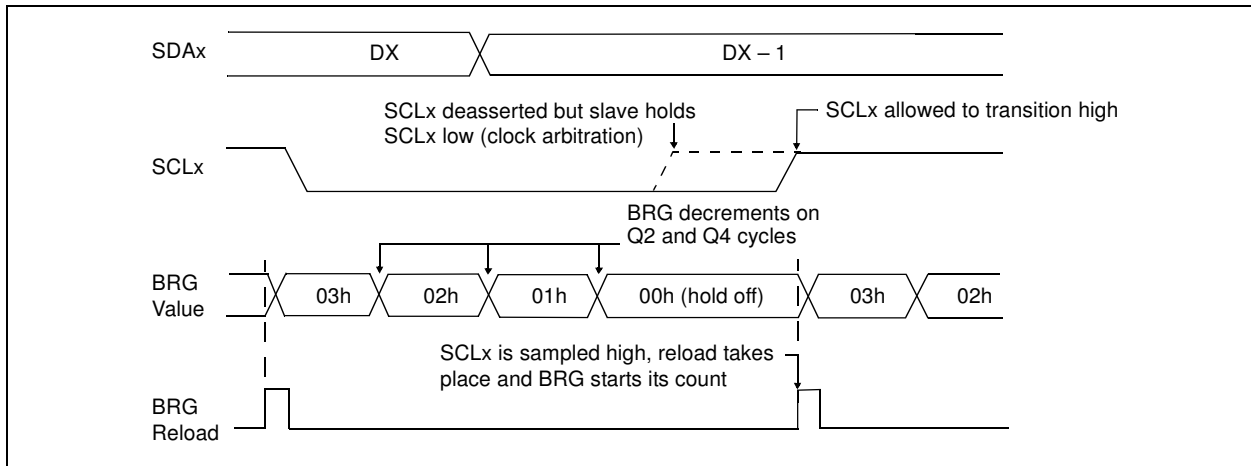 SDAx
DX
DX – 1
SCLx deasserted but slave holds
SCLx low (clock arbitration)
SCLx allowed to transition high
SCLx
BRG decrements on
Q2 and Q4 cycles
BRG
Value
03h
02h
01h
00h (hold off)
03h
02h
SCLx is sampled high, reload takes
place and BRG starts its count
BRG
Reload